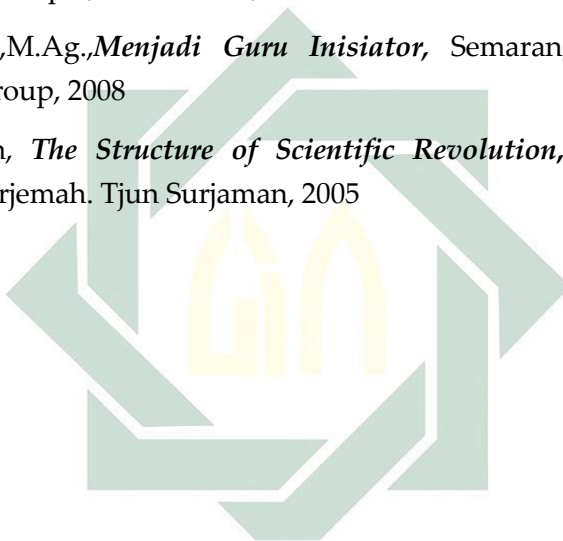 ,M.Ag.,Menjadi Guru Inisiator, Semaran
roup, 2008
n, The Structure of Scientific Revolution,
rjemah. Tjun Surjaman, 2005